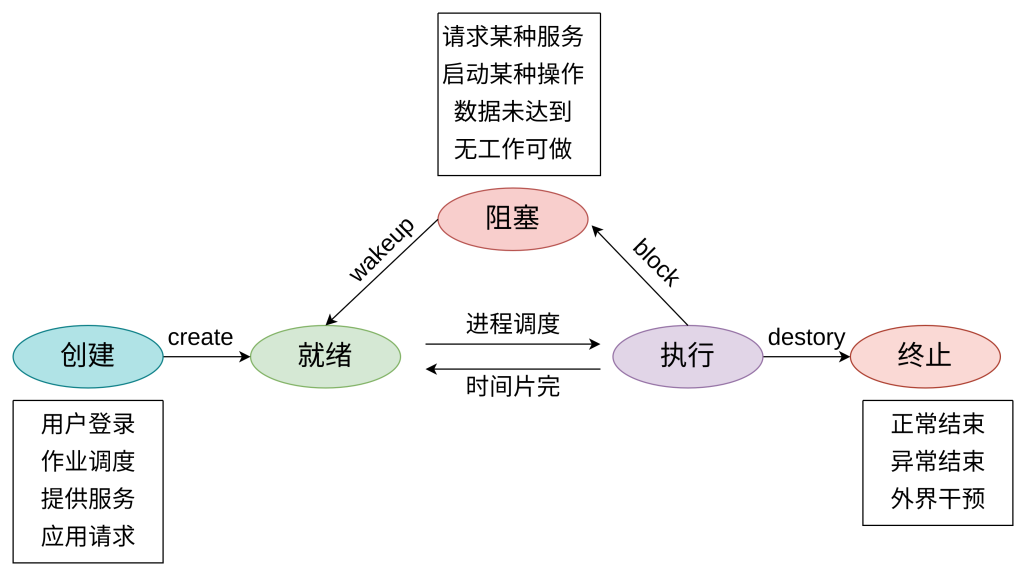 请求某种服务
启动某种操作
数据未达到
无工作可做
阻塞
wakeup
block
创建
create
就绪
进程调度
时间片完
执行
destory
终止
用户登录
作业调度
提供服务
应用请求
正常结束
异常结束
外界干预